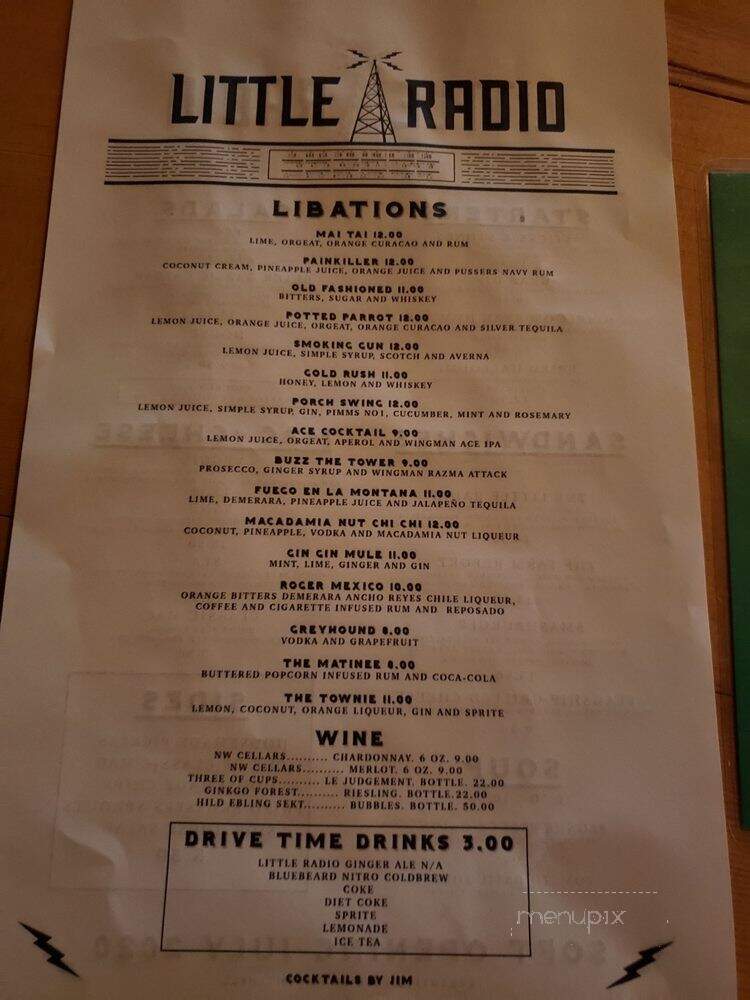 LITTLE RADIO
LIBATIONS
MAI TAI 12.00
LIME, ORGEAT, ORANGE CURACAO AND RUM
PAINKILLER 12.00
COCONUT CREAM, PINEAPPLE JUICE, ORANGE JUICE AND PUSSERS NAVY RUM
OLD FASHIONED 11.00
BITTERS, SUGAR AND WHISKEY
POTTED PARROT 12.00
LEMON JUICE, ORANGE JUICE, ORGEAT, ORANGE CURACAO AND SILVER TEQUILA
SMOKING GUN 12.00
LEMON JUICE, SIMPLE SYRUP, SCOTCH AND AVERNA
GOLD RUSH 11.00
HONEY, LEMON AND WHISKEY
PORCH SWING 12.00
LEMON JUICE, SIMPLE SYRUP, GIN, PIMMS NO1, CUCUMBER, MINT AND ROSEMARY
ACE COCKTAIL 9.00
LEMON JUICE, ORGEAT, APEROL AND WINGMAN ACE IPA
BUZZ THE TOWER 9.00
PROSECCO, GINGER SYRUP AND WINGMAN RAZMA ATTACK
FUEGO EN LA MONTANA 11.00
LIME, DEMERARA, PINEAPPLE JUICE AND JALAPEÑO TEQUILA
MACADAMIA NUT CHI CHI 12.00
COCONUT, PINEAPPLE, VODKA AND MACADAMIA NUT LIQUEUR
GIN GIN MULE 11.00
MINT, LIME, GINGER AND GIN
ROGER MEXICO 10.00
ORANGE BITTERS DEMERARA ANCHO REYES CHILE LIQUEUR,
COFFEE AND CIGARETTE INFUSED RUM AND REPOSADO
GREYHOUND 8.00
VODKA AND GRAPEFRUIT
THE MATINEE 8.00
BUTTERED POPCORN INFUSED RUM AND COCA-COLA
THE TOWNIE 11.00
LEMON, COCONUT, ORANGE LIQUEUR, GIN AND SPRITE
WINE
NW CELLARS.......... CHARDONNAY. 6 OZ. 9.00
NW CELLARS.......... MERLOT. 6 OZ. 9.00
THREE OF CUPS.......... LE JUDGEMENT. BOTTLE. 22.00
GINKGO FOREST.......... RIESLING. BOTTLE.22.00
HILD EBLING SEKT.......... BUBBLES. BOTTLE. 50.00
DRIVE TIME DRINKS 3.00
LITTLE RADIO GINGER ALE N/A
BLUEBEARD NITRO COLDBREW
COKE
DIET COKE
SPRITE
LEMONADE
ICE TEA
menupix
COCKTAILS BY JIM